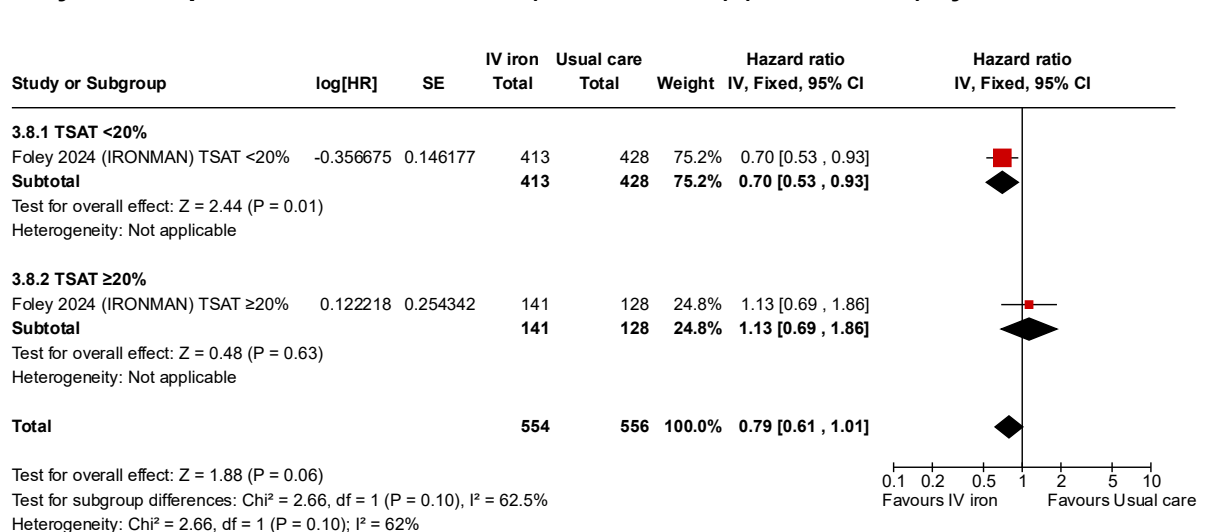 IV iron Usual care Hazard ratio Hazard ratio
Study or Subgroup log[HR] SE Total Total Weight IV, Fixed, 95% CI IV, Fixed, 95% CI
3.8.1 TSAT <20%
Foley 2024 (IRONMAN) TSAT <20% -0.356675 0.146177 413 428 75.2% 0.70 [0.53 , 0.93]
Subtotal 413 428 75.2% 0.70 [0.53 , 0.93]
Test for overall effect: Z = 2.44 (P = 0.01)
Heterogeneity: Not applicable
3.8.2 TSAT ≥20%
Foley 2024 (IRONMAN) TSAT ≥20% 0.122218 0.254342 141 128 24.8% 1.13 [0.69 , 1.86]
Subtotal 141 128 24.8% 1.13 [0.69 , 1.86]
Test for overall effect: Z = 0.48 (P = 0.63)
Heterogeneity: Not applicable
Total 554 556 100.0% 0.79 [0.61 , 1.01]
Test for overall effect: Z = 1.88 (P = 0.06)
0.1 0.2 0.5 1 2 5 10
Test for subgroup differences: Chi² = 2.66, df = 1 (P = 0.10), I² = 62.5%
Favours IV iron Favours Usual care
Heterogeneity: Chi² = 2.66, df = 1 (P = 0.10); I² = 62%